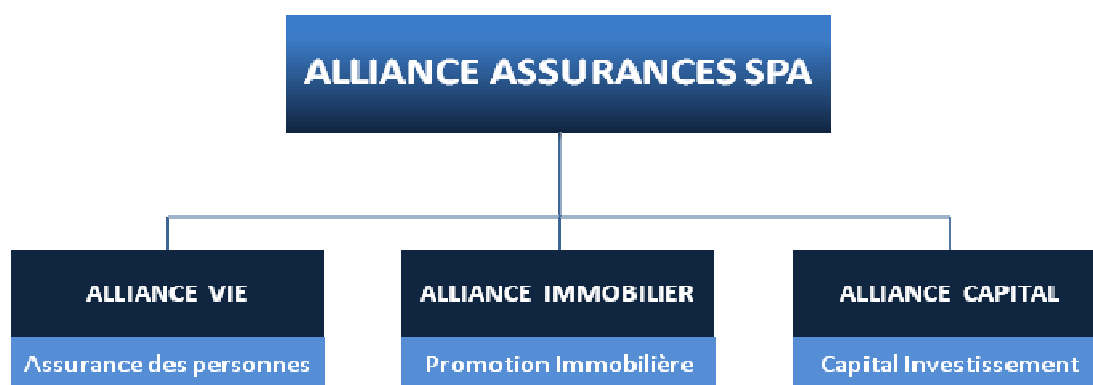 ALLIANCE ASSURANCES SPA
ALLIANCE VIE
Assurance des personnes
ALLIANCE IMMOBILIER
Promotion Immobilière
ALLIANCE CAPITAL
Capital Investissement